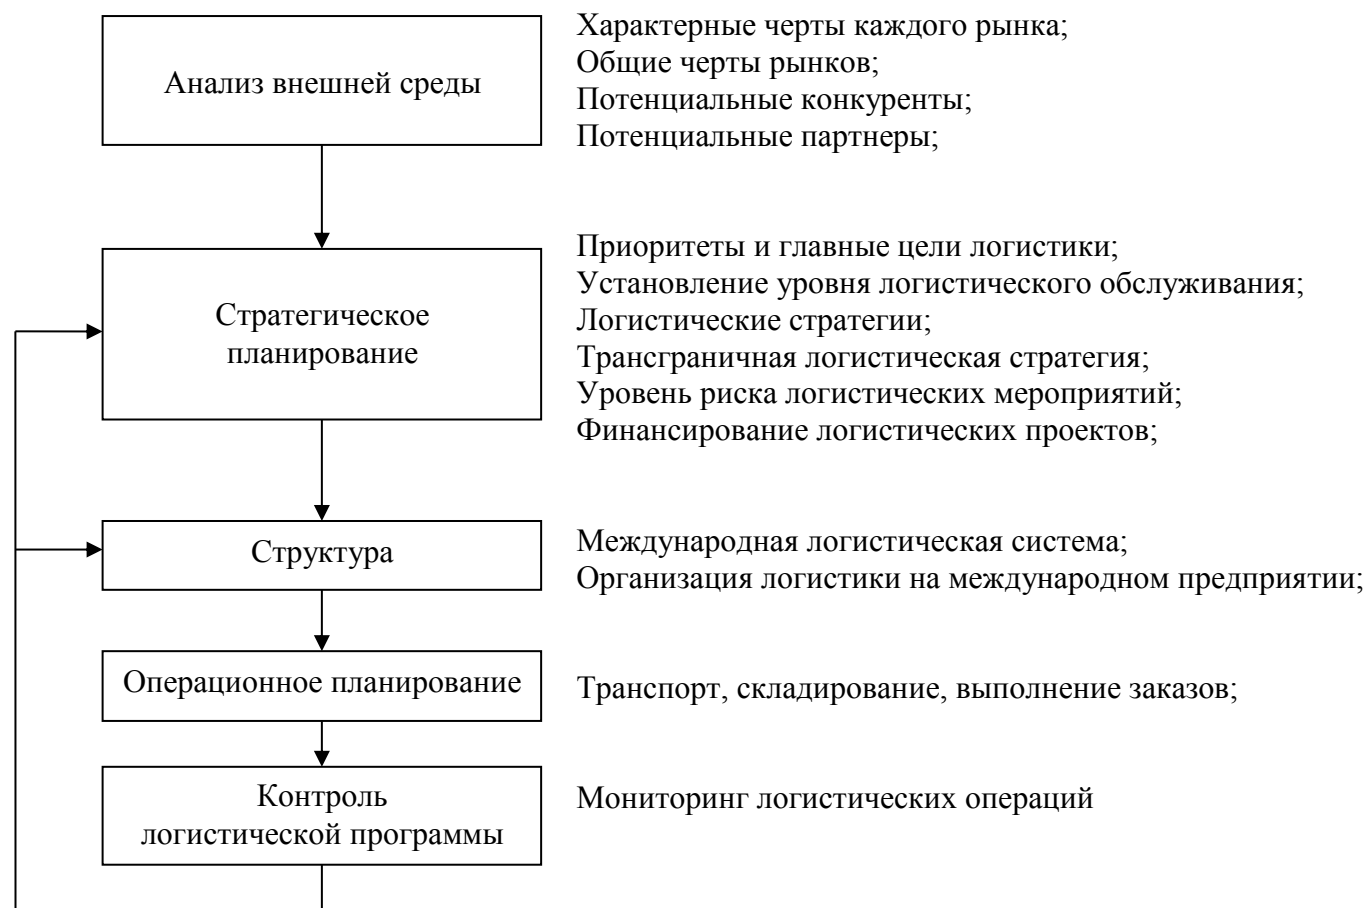 Анализ внешней среды
Характерные черты каждого рынка;
Общие черты рынков;
Потенциальные конкуренты;
Потенциальные партнеры;
Стратегическое
планирование
Приоритеты и главные цели логистики;
Установление уровня логистического обслуживания;
Логистические стратегии;
Трансграничная логистическая стратегия;
Уровень риска логистических мероприятий;
Финансирование логистических проектов;
Структура
Международная логистическая система;
Организация логистики на международном предприятии;
Операционное планирование
Транспорт, складирование, выполнение заказов;
Контроль
логистической программы
Мониторинг логистических операций